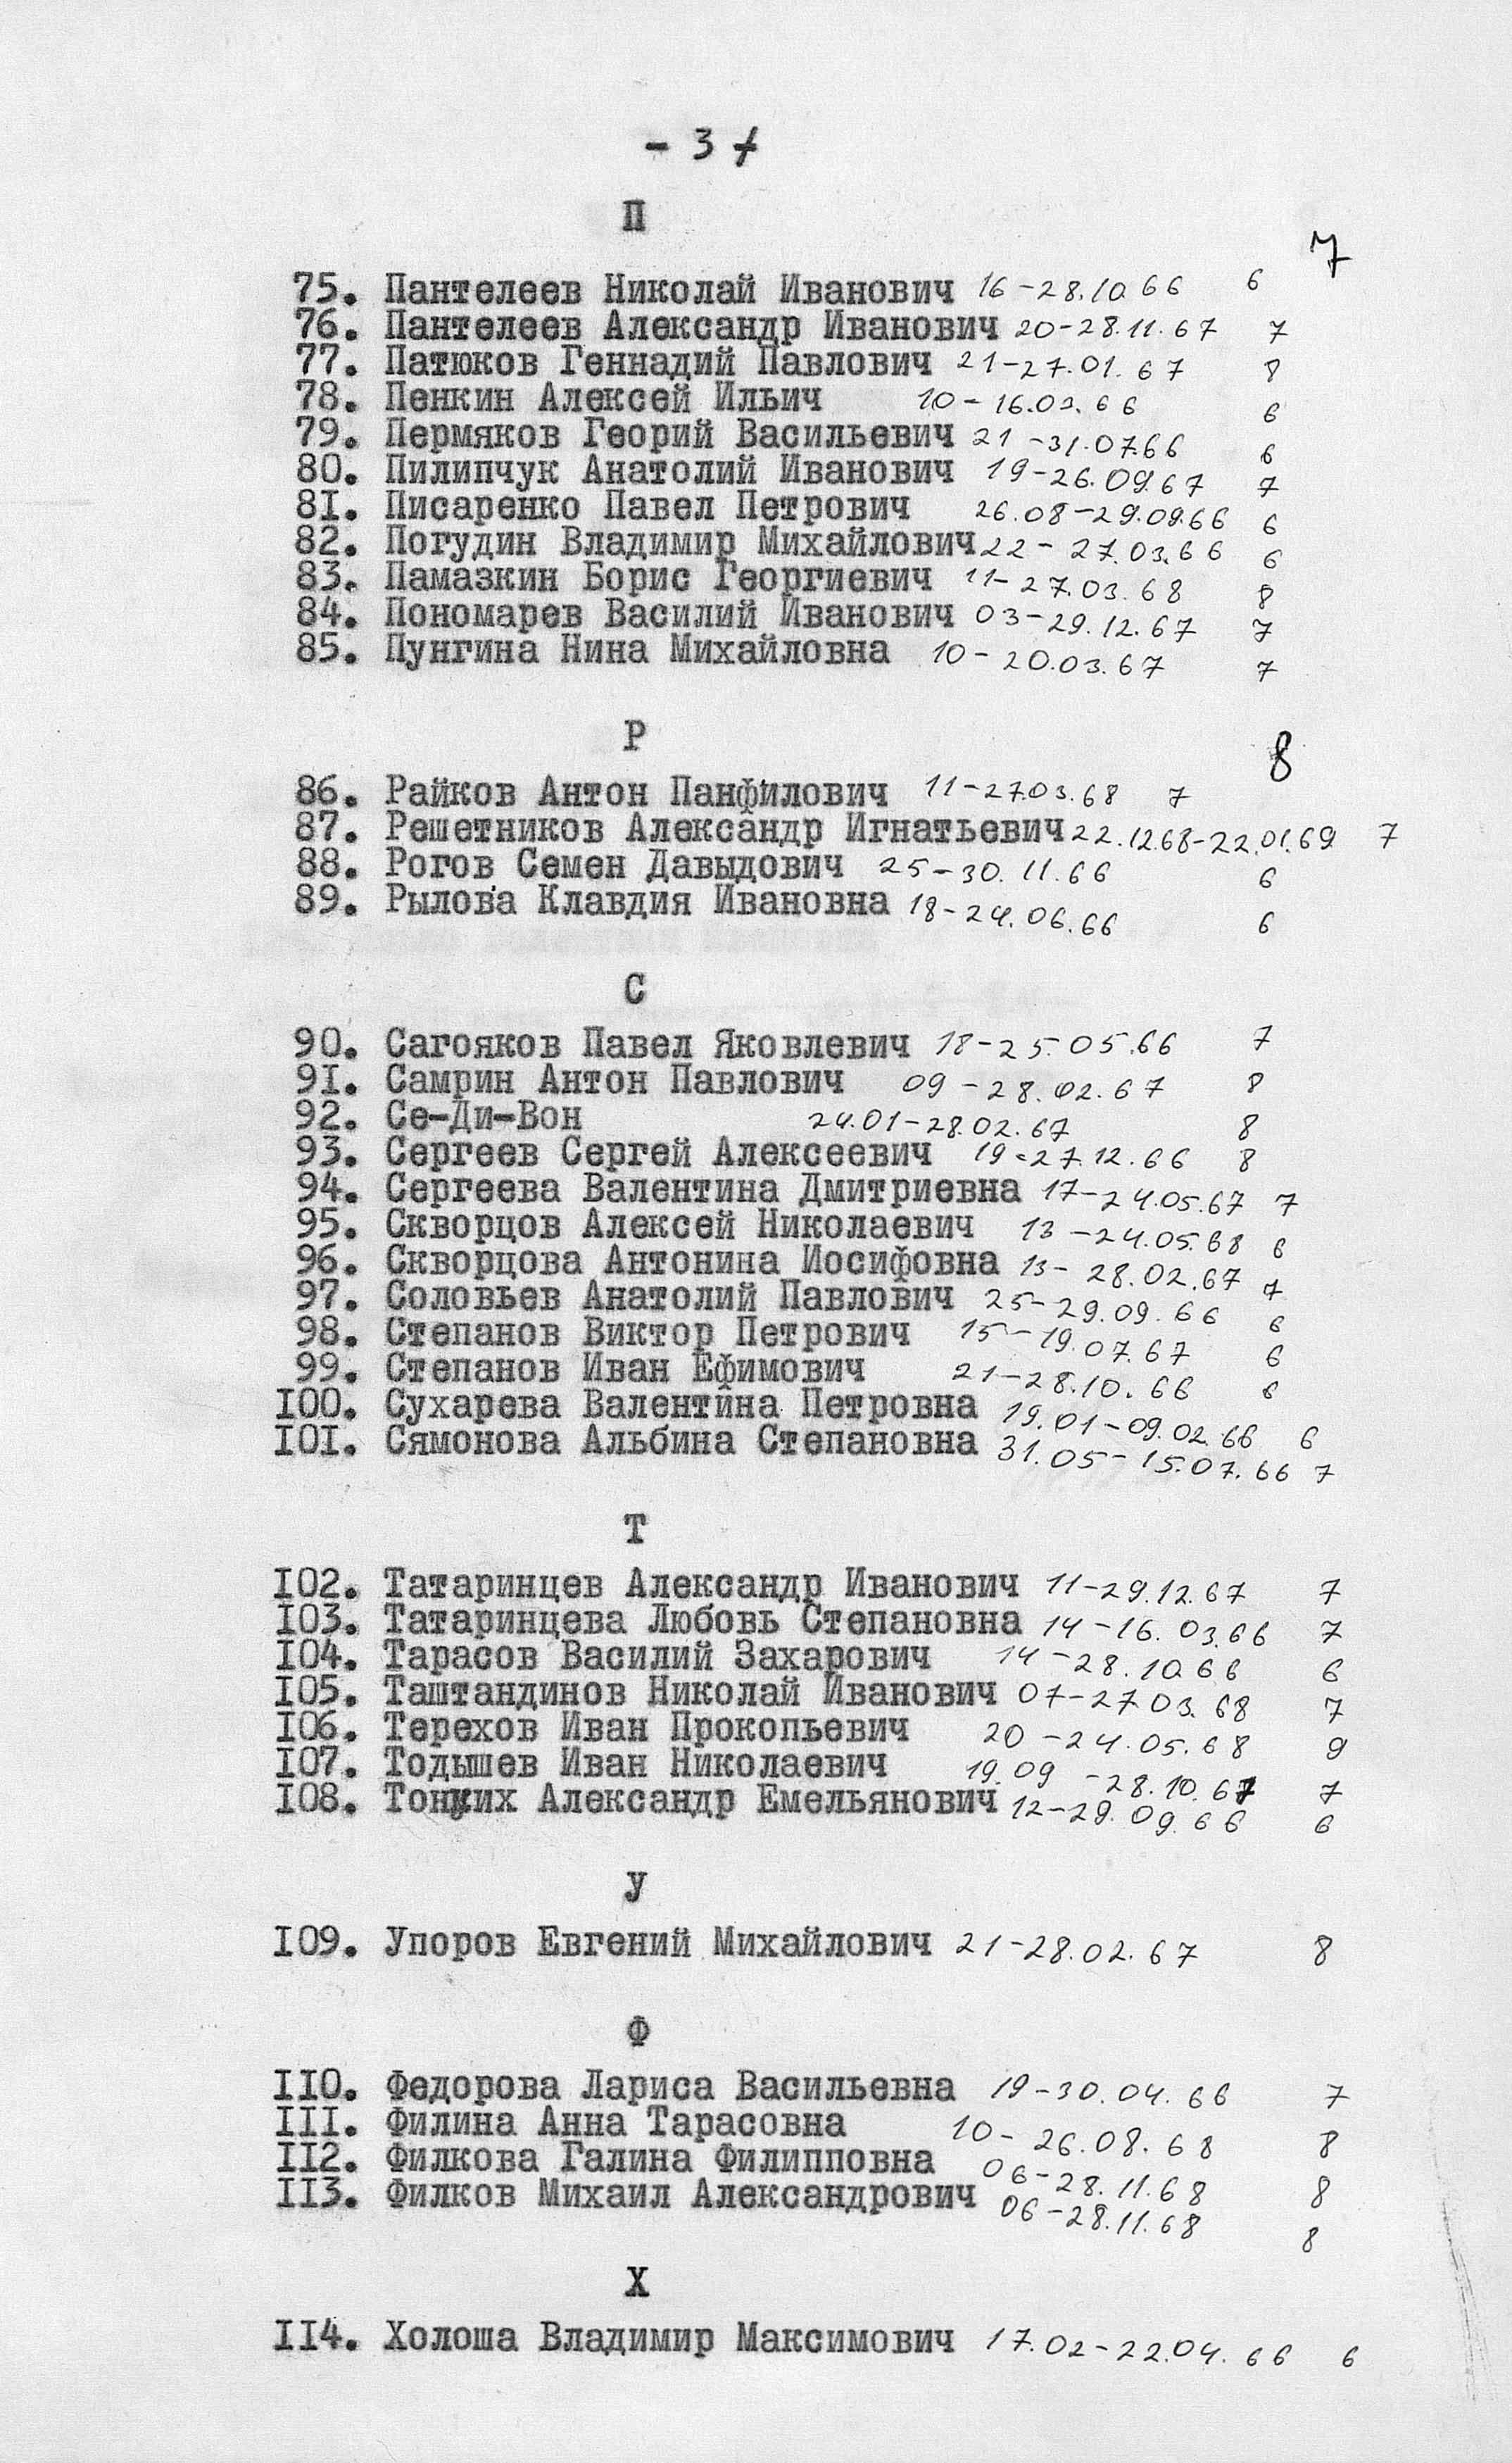 - 3 -
П
7
75. Пантелеев Николай Иванович 16-28.10.66 6
76. Пантелеев Александр Иванович 20-28.11.67 7
77. Патюков Геннадий Павлович 21-27.01.67 8
78. Пенкин Алексей Ильич 10-16.03.66 6
79. Пермяков Георий Васильевич 21-31.07.66 6
80. Пилипчук Анатолий Иванович 19-26.09.67 7
81. Писаренко Павел Петрович 26.08-29.09.66 6
82. Погудин Владимир Михайлович 22-27.03.66 6
83. Памазкин Борис Георгиевич 11-27.03.68 8
84. Пономарев Василий Иванович 03-29.12.67 7
85. Пунгина Нина Михайловна 10-20.03.67 7
Р
8
86. Райков Антон Панфилович 11-27.03.68 7
87. Решетников Александр Игнатьевич 22.12.68-22.01.69 7
88. Рогов Семен Давыдович 25-30.11.66 6
89. Рылова Клавдия Ивановна 18-24.06.66 6
С
90. Сагояков Павел Яковлевич 18-25.05.66 7
91. Самрин Антон Павлович 09-28.02.67 8
92. Се-Ди-Вон 24.01-28.02.67 8
93. Сергеев Сергей Алексеевич 19-27.12.66 8
94. Сергеева Валентина Дмитриевна 17-24.05.67 7
95. Скворцов Алексей Николаевич 13-24.05.68 6
96. Скворцова Антонина Иосифовна 13-28.02.67 7
97. Соловьев Анатолий Павлович 25-29.09.66 6
98. Степанов Виктор Петрович 15-19.07.67 6
99. Степанов Иван Ефимович 21-28.10.66 6
100. Сухарева Валентина Петровна 19.01-09.02.66 6
101. Сямонова Альбина Степановна 31.05-15.07.66 7
Т
102. Татаринцев Александр Иванович 11-29.12.67 7
103. Татаринцева Любовь Степановна 14-16.03.66 7
104. Тарасов Василий Захарович 14-28.10.66 6
105. Таштандинов Николай Иванович 07-27.03.68 7
106. Терехов Иван Прокопьевич 20-24.05.68 9
107. Тодышев Иван Николаевич 19.09-28.10.67 7
108. Тонких Александр Емельянович 12-29.09.66 6
У
109. Упоров Евгений Михайлович 21-28.02.67 8
Ф
110. Федорова Лариса Васильевна 19-30.04.66 7
111. Филина Анна Тарасовна 10-26.08.68 8
112. Филкова Галина Филипповна 06-28.11.68 8
113. Филков Михаил Александрович 06-28.11.68 8
Х
114. Холоша Владимир Максимович 17.02-22.04.66 6